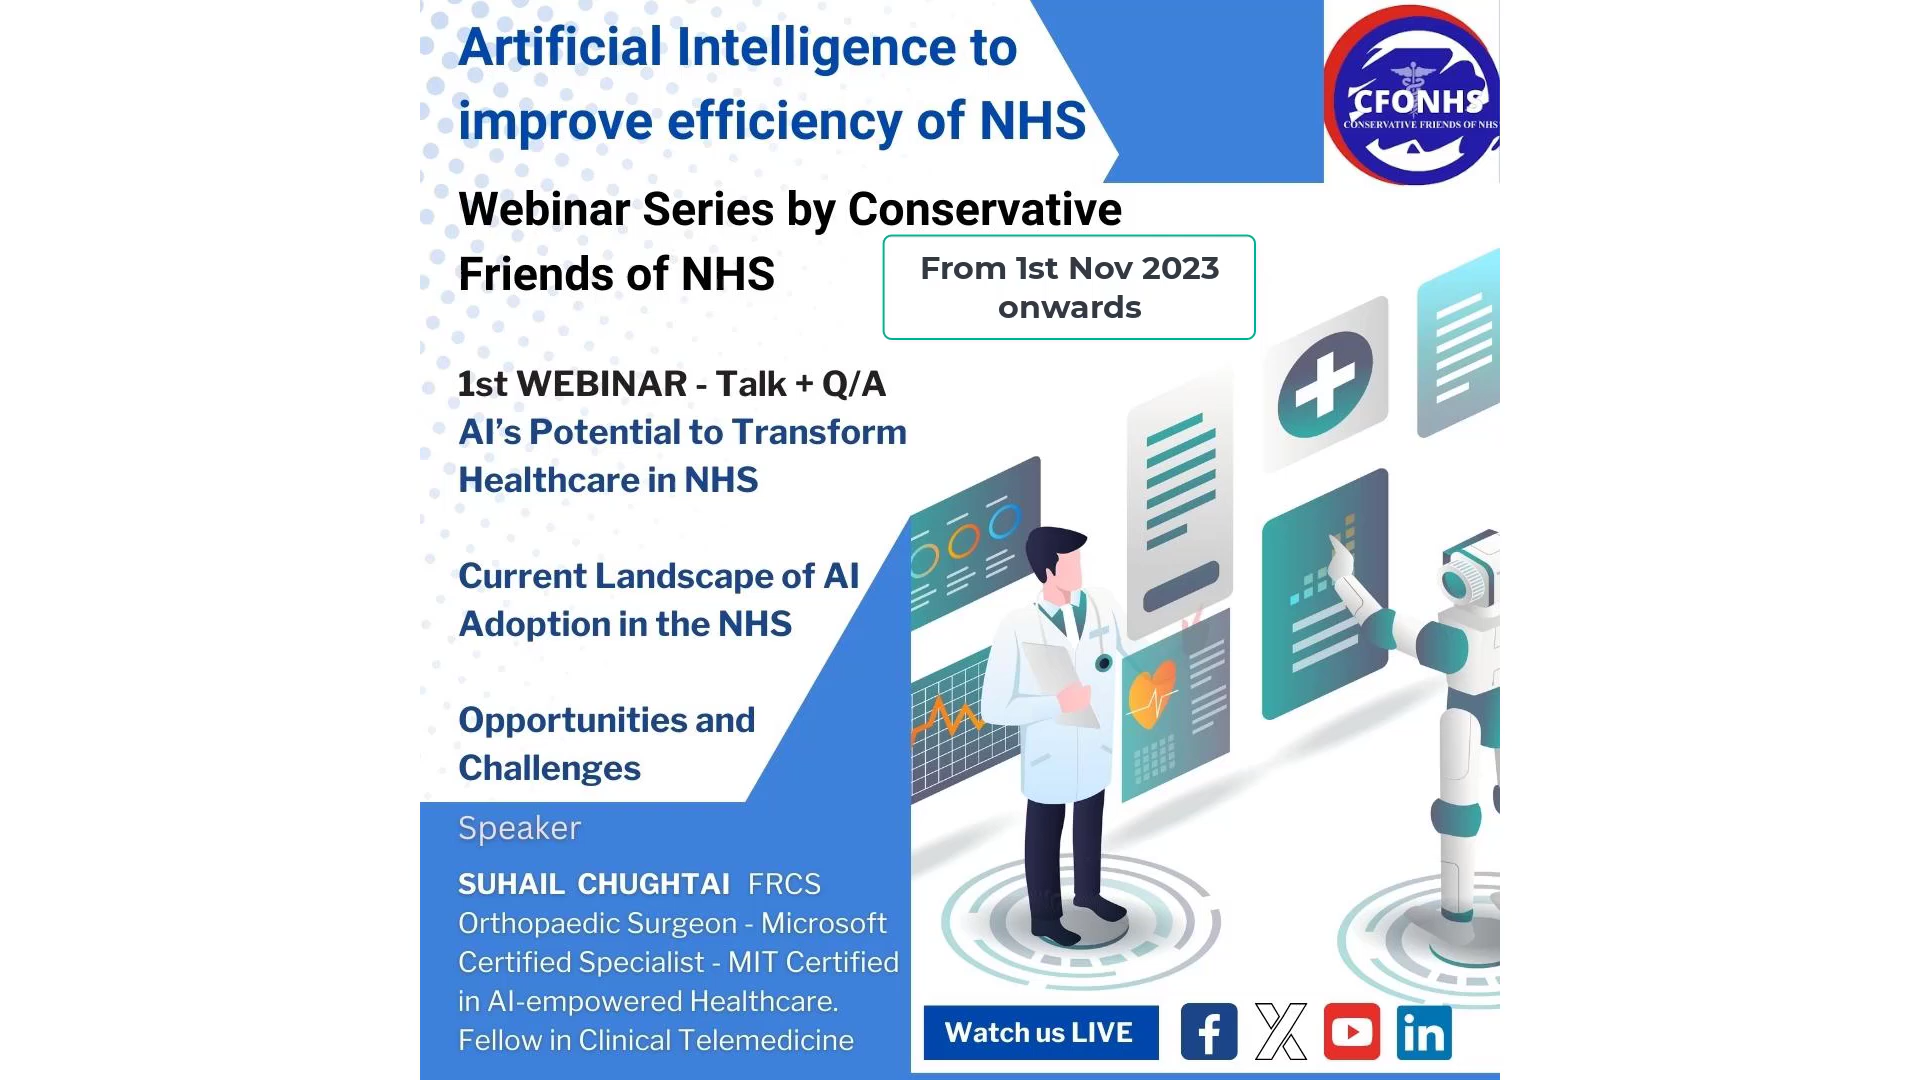 Artificial Intelligence to
improve efficiency of NHS
CFONHS
CONSERVATIVE FRIENDS OF NHS
Webinar Series by Conservative
Friends of NHS
From 1st Nov 2023
onwards
1st WEBINAR - Talk + Q/A
AI’s Potential to Transform
Healthcare in NHS
Current Landscape of AI
Adoption in the NHS
Opportunities and
Challenges
Speaker
SUHAIL CHUGHTAI FRCS
Orthopaedic Surgeon - Microsoft
Certified Specialist - MIT Certified
in AI-empowered Healthcare.
Fellow in Clinical Telemedicine
Watch us LIVE